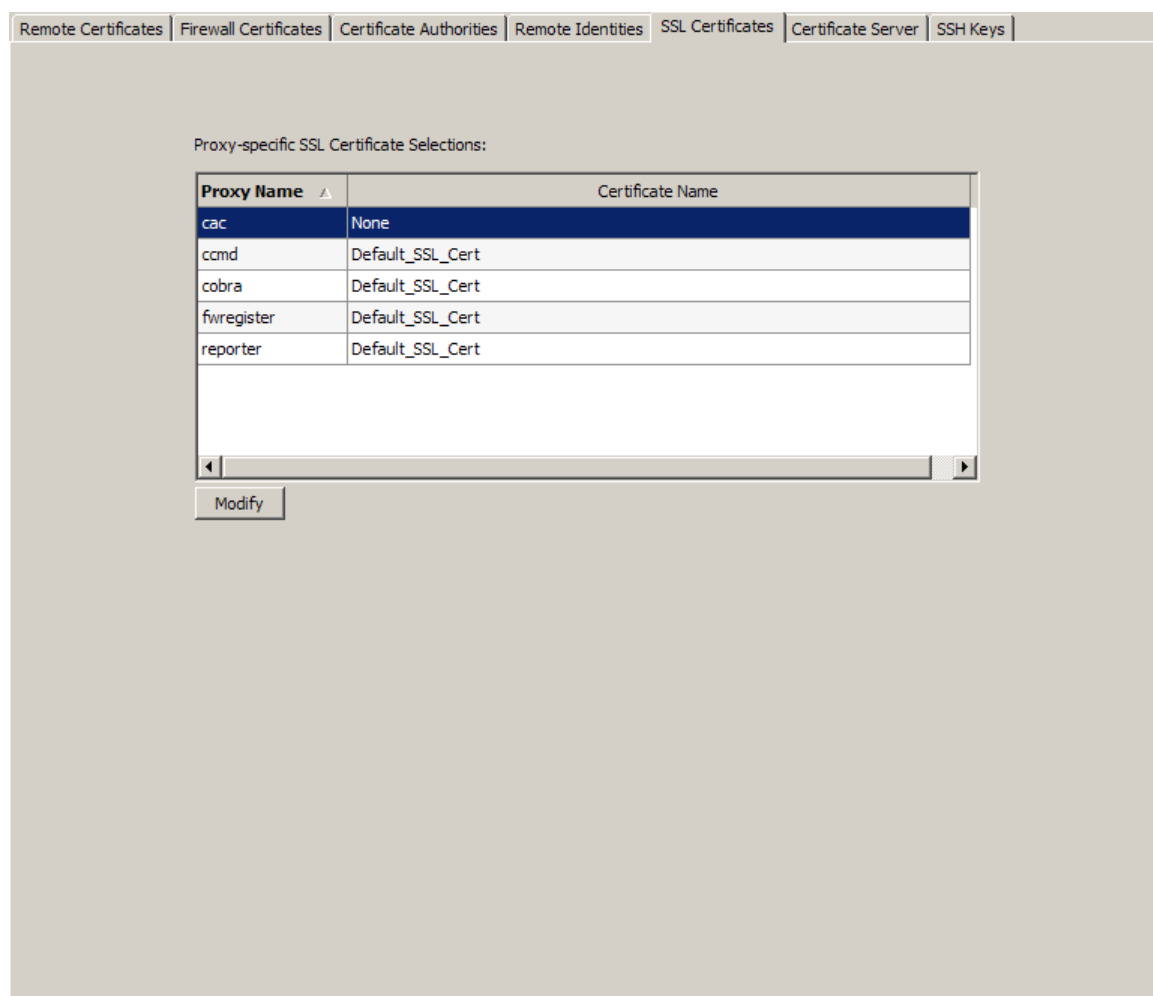 Remote Certificates Firewall Certificates Certificate Authorities Remote Identities SSL Certificates Certificate Server SSH Keys
Proxy-specific SSL Certificate Selections:
Proxy Name Certificate Name
cac None
ccmd Default_SSL_Cert
cobra Default_SSL_Cert
fwregister Default_SSL_Cert
reporter Default_SSL_Cert
Modify